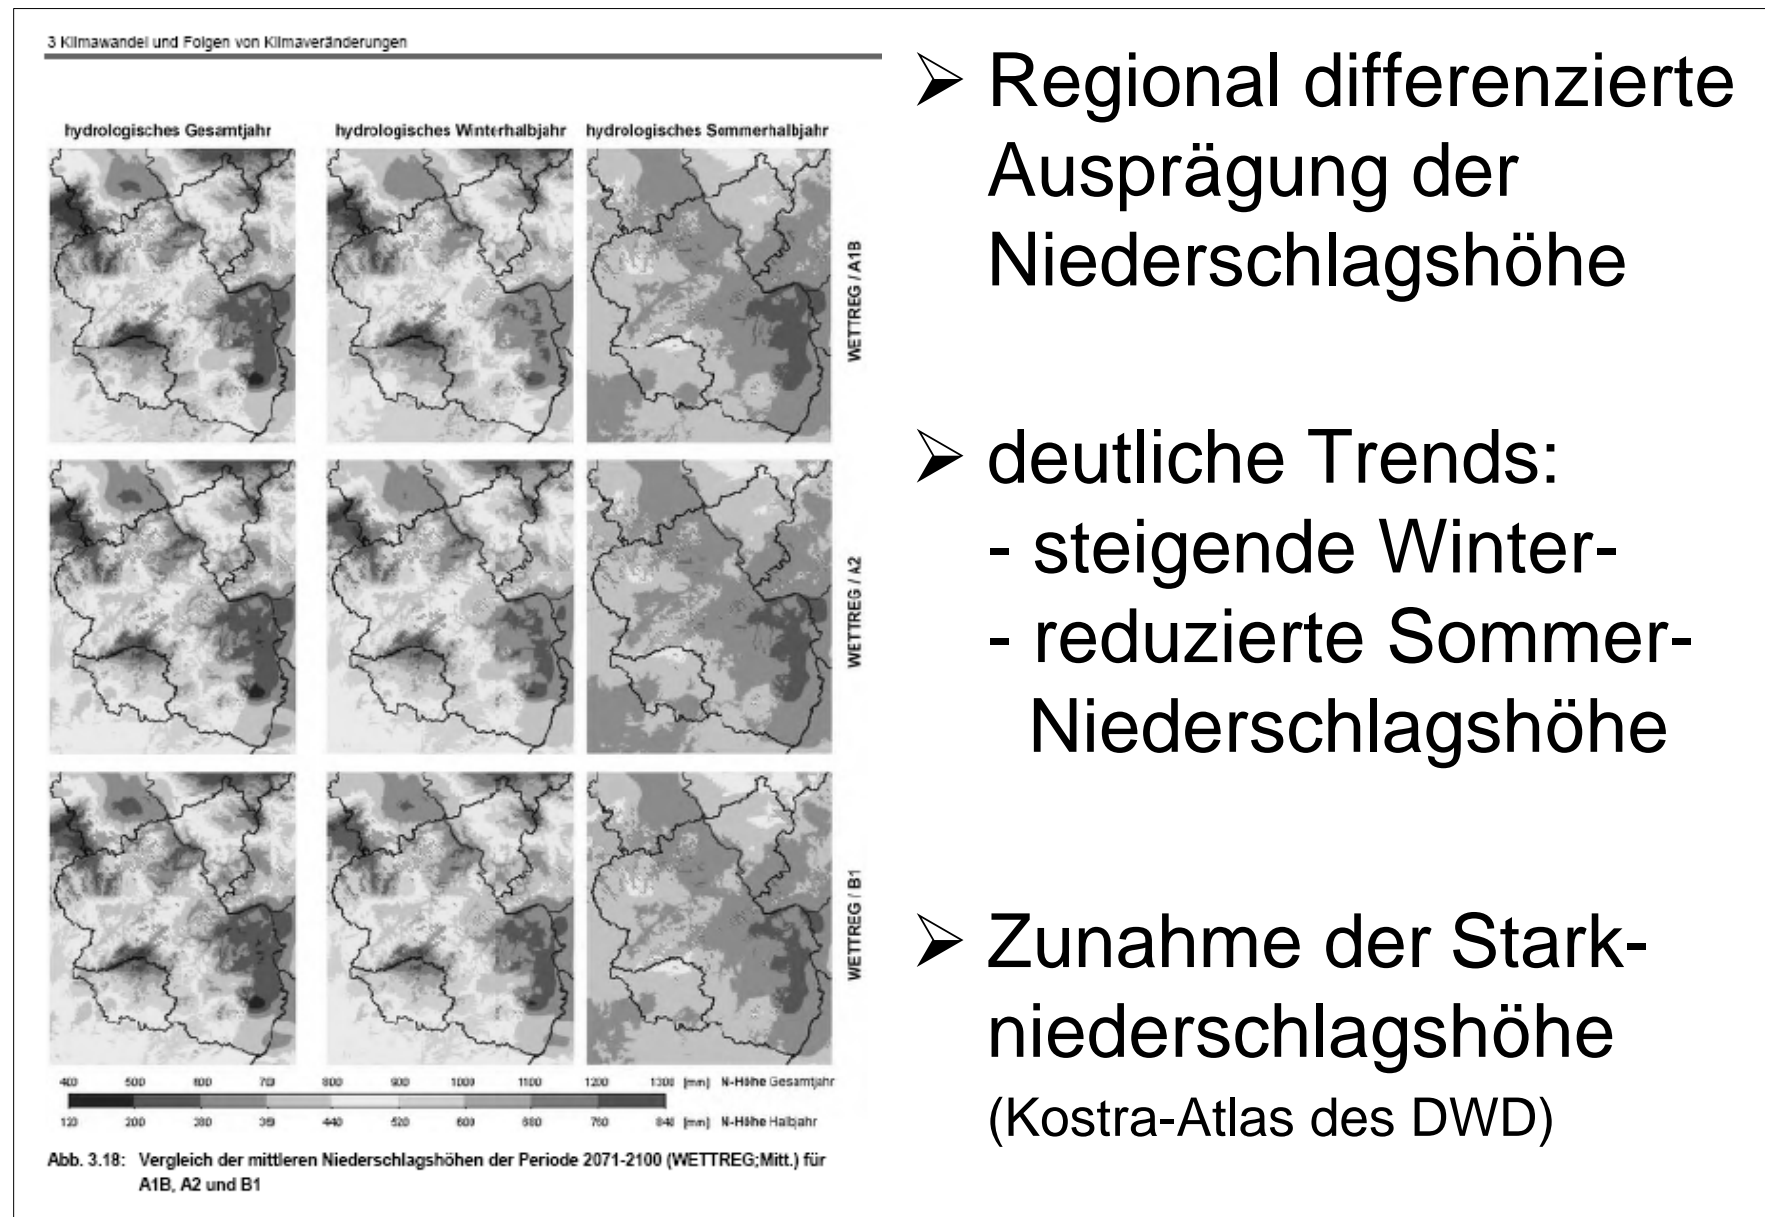 3 Klimawandel und Folgen von Klimaveränderungen
hydrologisches Gesamtjahr hydrologisches Winterhalbjahr hydrologisches Sommerhalbjahr
WETTREG / A1B
WETTREG / A2
WETTREG / B1
400 500 600 700 800 900 1000 1100 1200 1300 [mm] N-Höhe Gesamtjahr
120 200 280 360 440 520 600 680 760 840 [mm] N-Höhe Halbjahr
Abb. 3.18: Vergleich der mittleren Niederschlagshöhen der Periode 2071-2100 (WETTREG;Mitt.) für
A1B, A2 und B1
➢ Regional differenzierte
Ausprägung der
Niederschlagshöhe
➢ deutliche Trends:
- steigende Winter-
- reduzierte Sommer-
Niederschlagshöhe
➢ Zunahme der Stark-
niederschlagshöhe
(Kostra-Atlas des DWD)